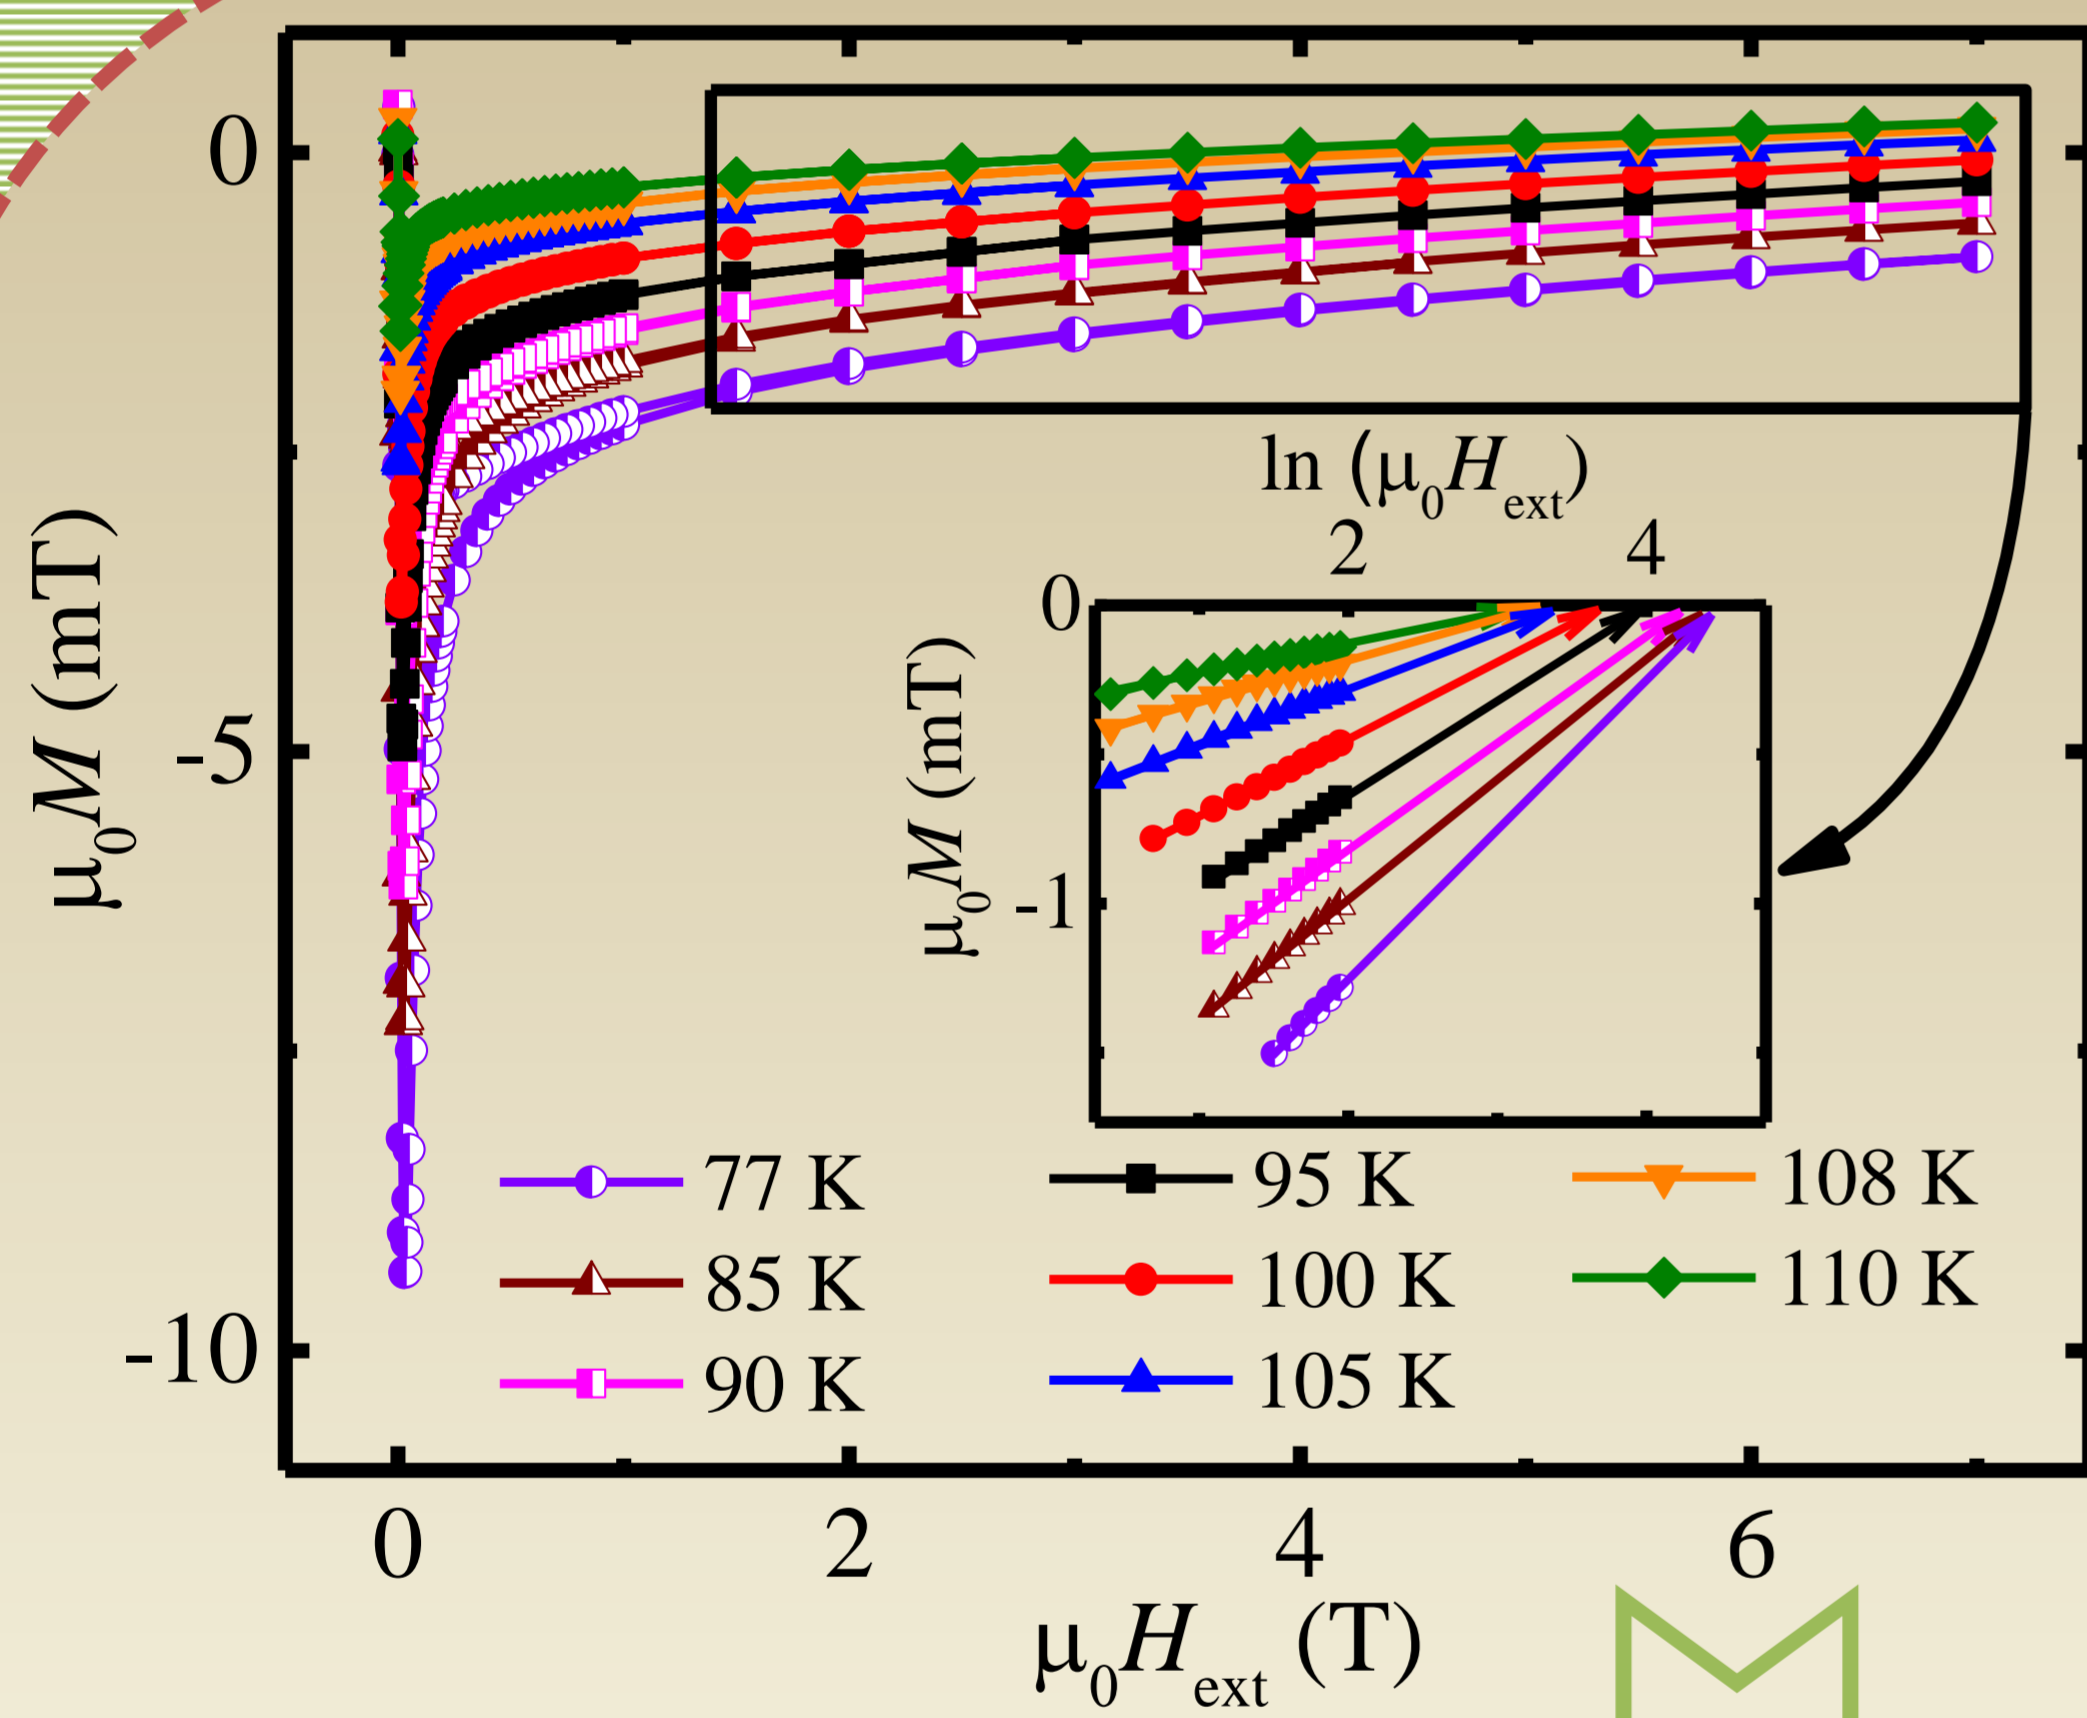 0
-5
-10
μ₀M (mT)
ln (μ₀Hₑₓₜ)
2 4
0
-1
μ₀M (mT)
77 K 95 K 108 K
85 K 100 K 110 K
90 K 105 K
0 2 4 6
μ₀Hₑₓₜ (T)